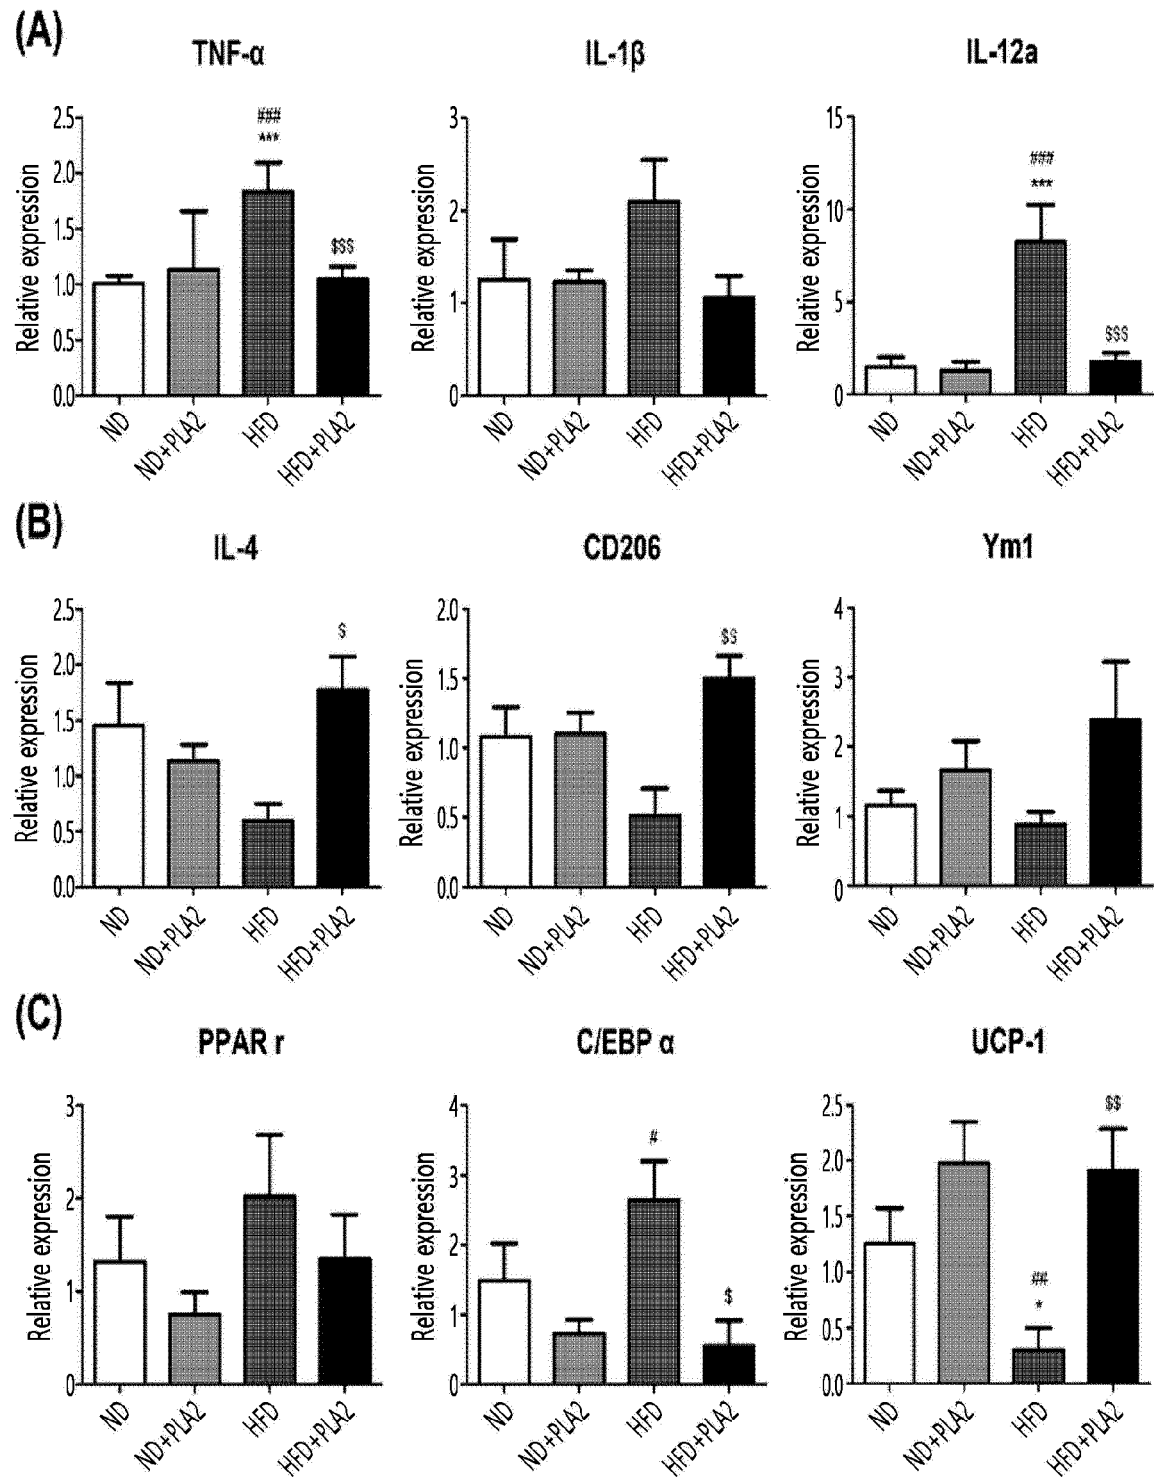 (A)
TNF-α
IL-1β
IL-12a
Relative expression
2.5
2.0
1.5
1.0
0.5
0.0
###
***
$$$
ND
ND+PLA2
HFD
HFD+PLA2
Relative expression
3
2
1
0
ND
ND+PLA2
HFD
HFD+PLA2
Relative expression
15
10
5
0
###
***
$$$
ND
ND+PLA2
HFD
HFD+PLA2
(B)
IL-4
CD206
Ym1
Relative expression
2.5
2.0
1.5
1.0
0.5
0.0
$
ND
ND+PLA2
HFD
HFD+PLA2
Relative expression
2.0
1.5
1.0
0.5
0.0
$$
ND
ND+PLA2
HFD
HFD+PLA2
Relative expression
4
3
2
1
0
ND
ND+PLA2
HFD
HFD+PLA2
(C)
PPAR r
C/EBP α
UCP-1
Relative expression
3
2
1
0
ND
ND+PLA2
HFD
HFD+PLA2
Relative expression
4
3
2
1
0
#
$
ND
ND+PLA2
HFD
HFD+PLA2
Relative expression
2.5
2.0
1.5
1.0
0.5
0.0
##
*
$$
ND
ND+PLA2
HFD
HFD+PLA2